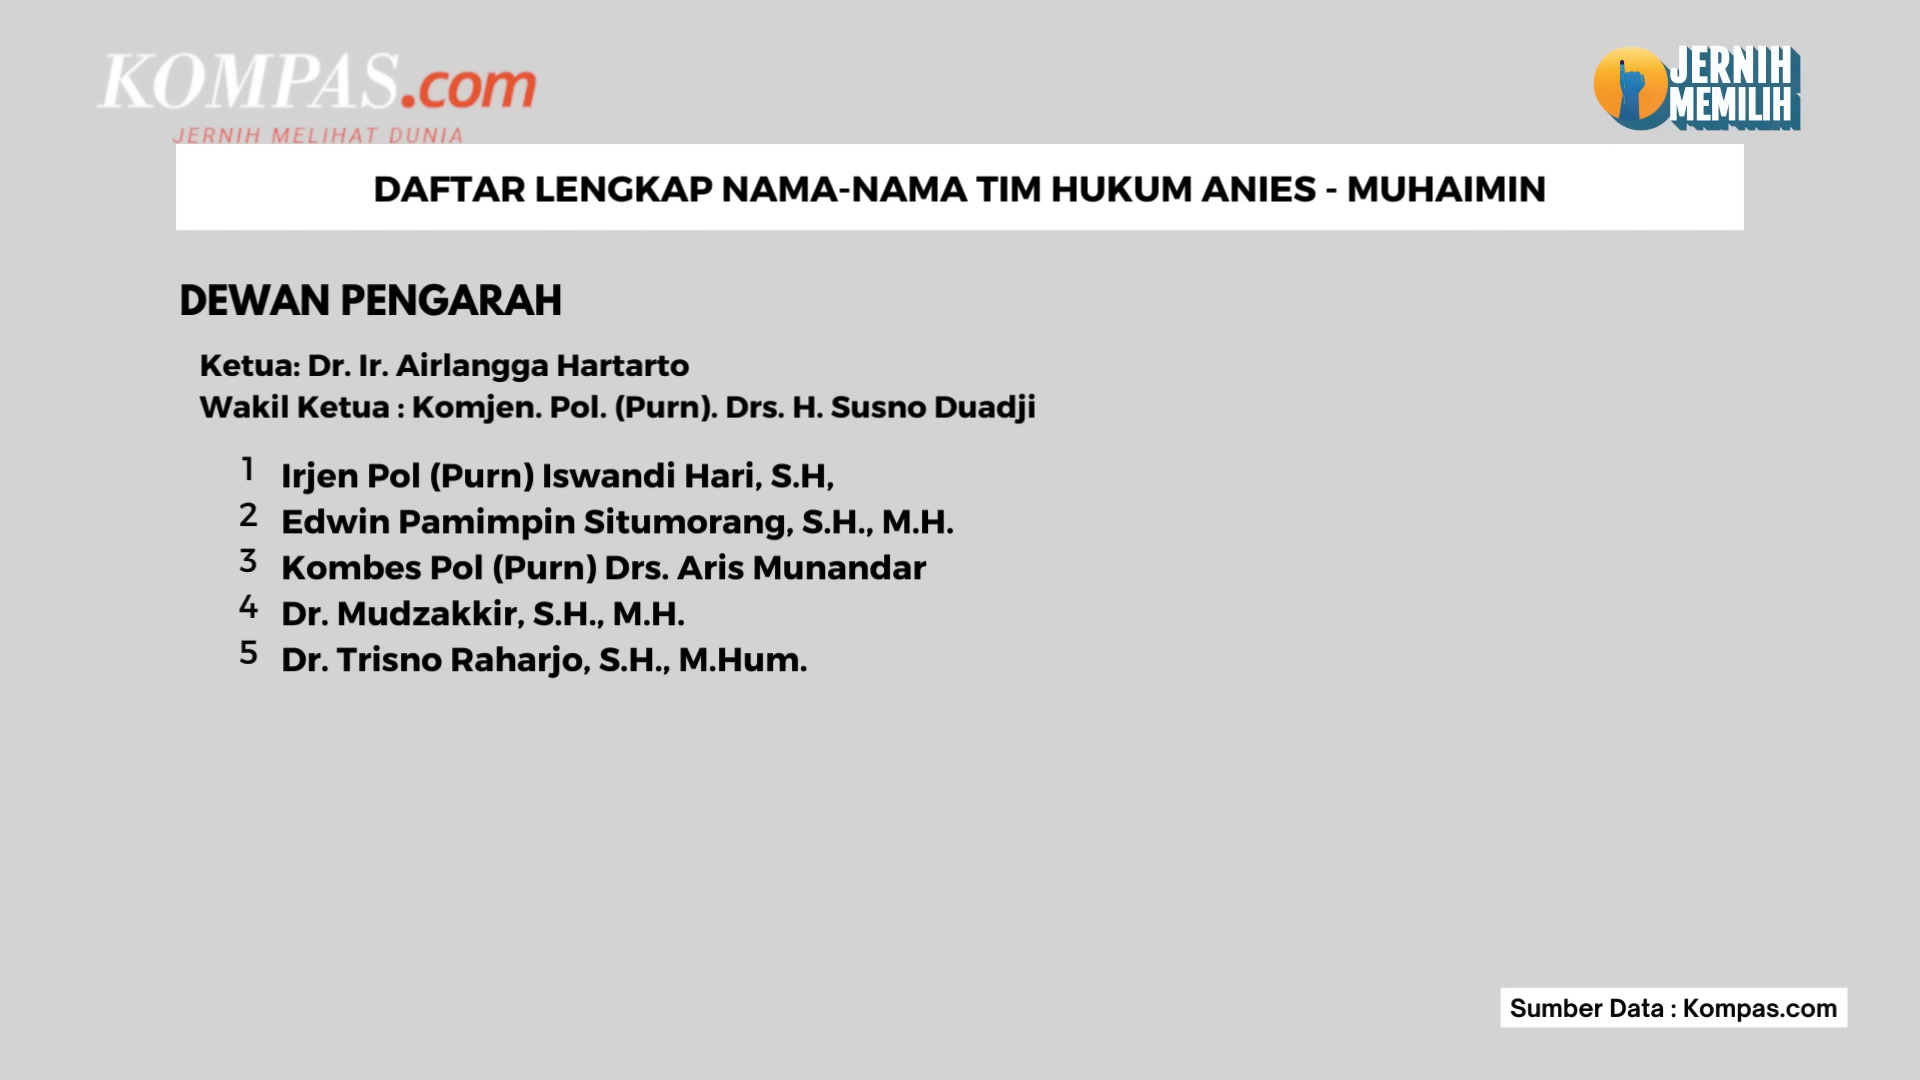 KOMPAS.com
JERNIH MELIHAT DUNIA
JERNIH
MEMILIH
DAFTAR LENGKAP NAMA-NAMA TIM HUKUM ANIES - MUHAIMIN
DEWAN PENGARAH
Ketua: Dr. Ir. Airlangga Hartarto
Wakil Ketua : Komjen. Pol. (Purn). Drs. H. Susno Duadji
1 Irjen Pol (Purn) Iswandi Hari, S.H,
2 Edwin Pamimpin Situmorang, S.H., M.H.
3 Kombes Pol (Purn) Drs. Aris Munandar
4 Dr. Mudzakkir, S.H., M.H.
5 Dr. Trisno Raharjo, S.H., M.Hum.
Sumber Data : Kompas.com